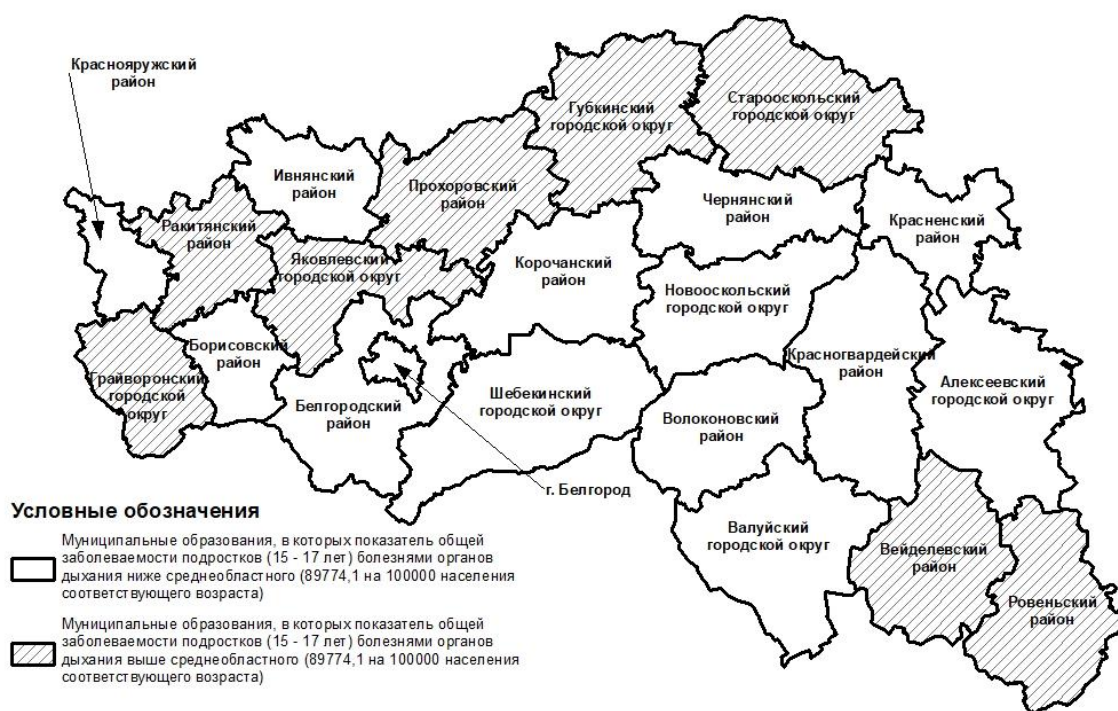 Краснояружский
район
Губкинский
городской округ
Старооскольский
городской округ
Ивнянский
район
Прохоровский
район
Чернянский
район
Красненский
район
Ракитянский
район
Яковлевский
городской округ
Корочанский
район
Новооскольский
городской округ
Борисовский
район
Красногвардейский
район
Грайворонский
городской
округ
Белгородский
район
Шебекинский
городской округ
Алексеевский
городской округ
Волоконовский
район
г. Белгород
Валуйский
городской округ
Вейделевский
район
Ровеньский
район
Условные обозначения
Муниципальные образования, в которых показатель общей
заболеваемости подростков (15 - 17 лет) болезнями органов
дыхания ниже среднеобластного (89774,1 на 100000 населения
соответствующего возраста)
Муниципальные образования, в которых показатель общей
заболеваемости подростков (15 - 17 лет) болезнями органов
дыхания выше среднеобластного (89774,1 на 100000 населения
соответствующего возраста)